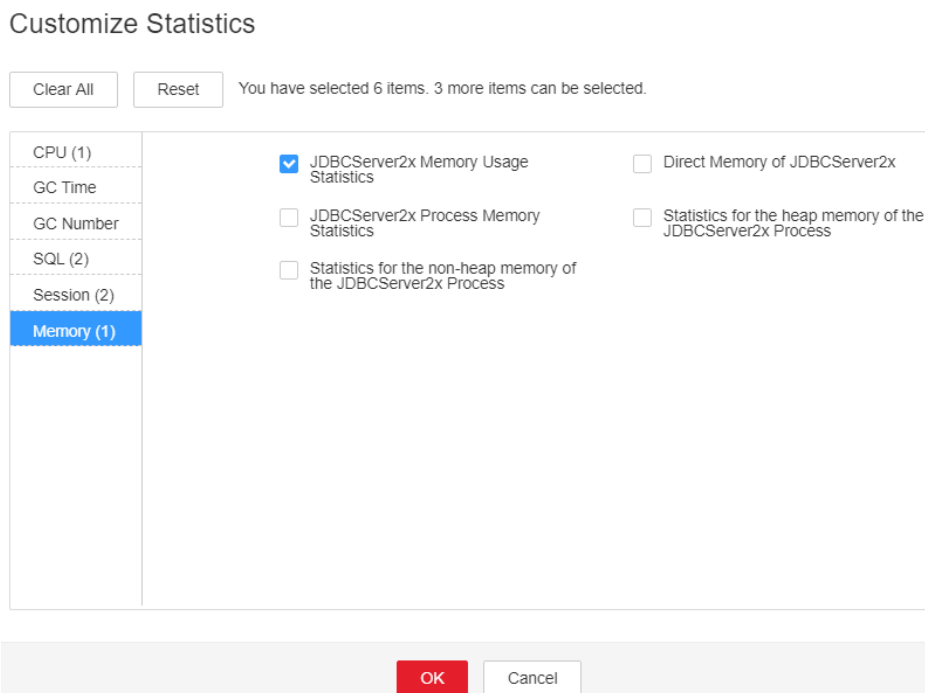 Customize Statistics
Clear All
Reset
You have selected 6 items. 3 more items can be selected.
CPU (1)
GC Time
GC Number
SQL (2)
Session (2)
Memory (1)
JDBCServer2x Memory Usage
Statistics
Direct Memory of JDBCServer2x
JDBCServer2x Process Memory
Statistics
Statistics for the heap memory of the
JDBCServer2x Process
Statistics for the non-heap memory of
the JDBCServer2x Process
OK
Cancel